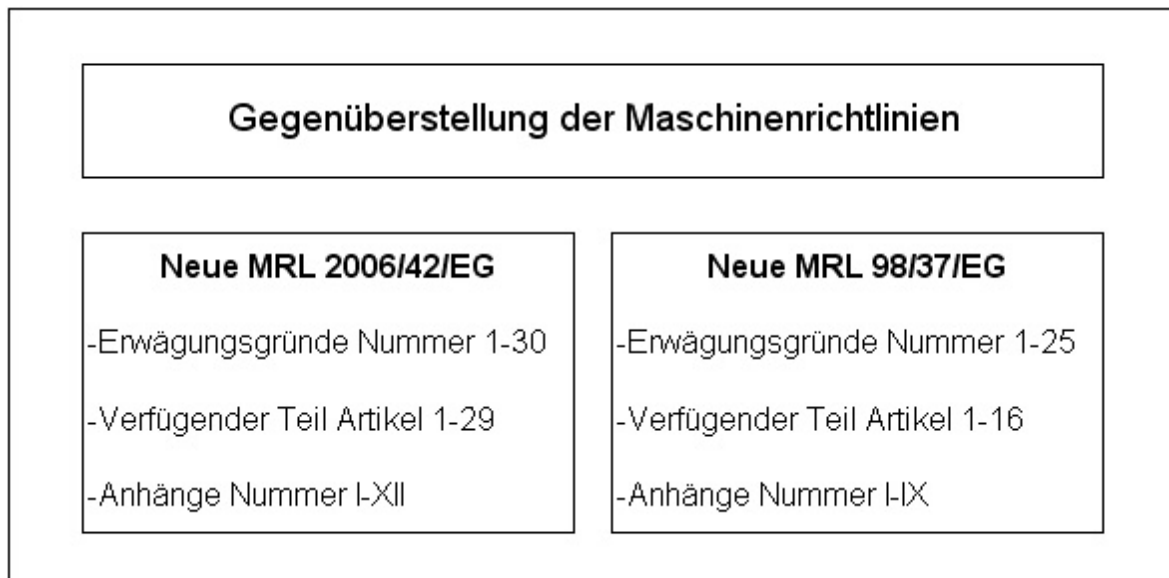 Gegenüberstellung der Maschinenrichtlinien
Neue MRL 2006/42/EG
-Erwägungsgründe Nummer 1-30
-Verfügender Teil Artikel 1-29
-Anhänge Nummer I-XII
Neue MRL 98/37/EG
-Erwägungsgründe Nummer 1-25
-Verfügender Teil Artikel 1-16
-Anhänge Nummer I-IX